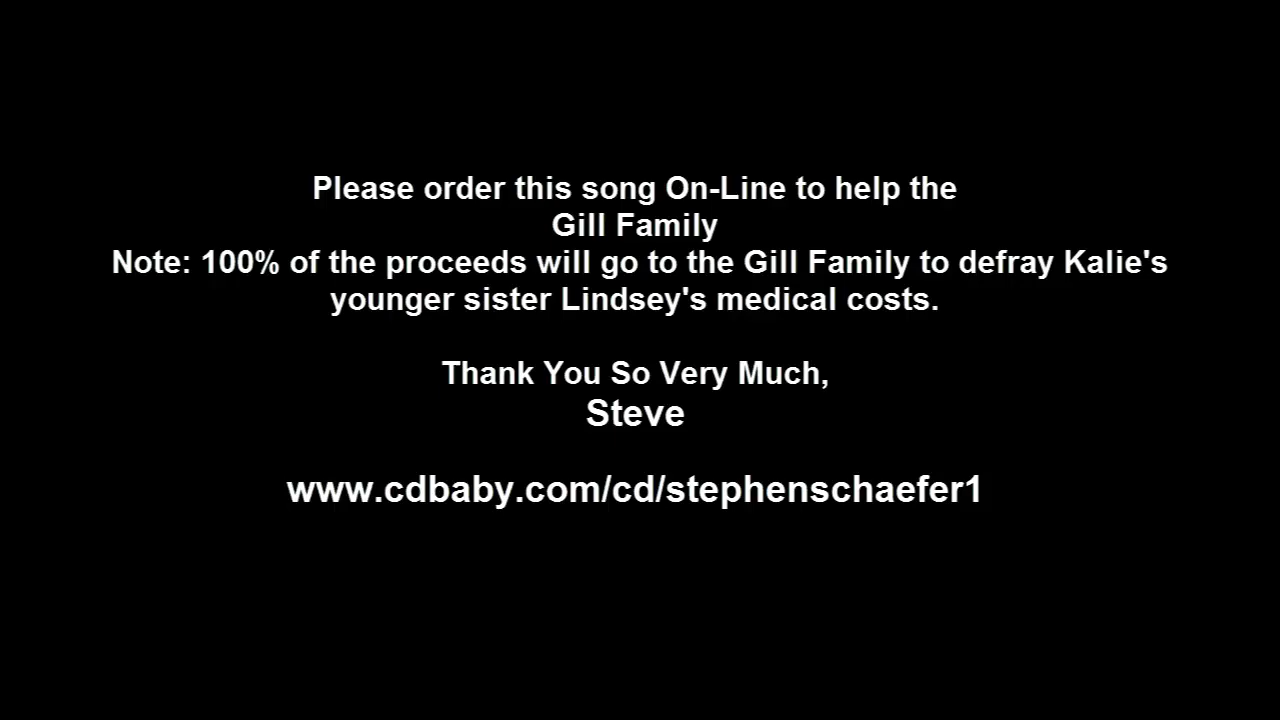 Please order this song On-Line to help the
Gill Family
Note: 100% of the proceeds will go to the Gill Family to defray Kalie's
younger sister Lindsey's medical costs.
Thank You So Very Much,
Steve
www.cdbaby.com/cd/stephenschaefer1